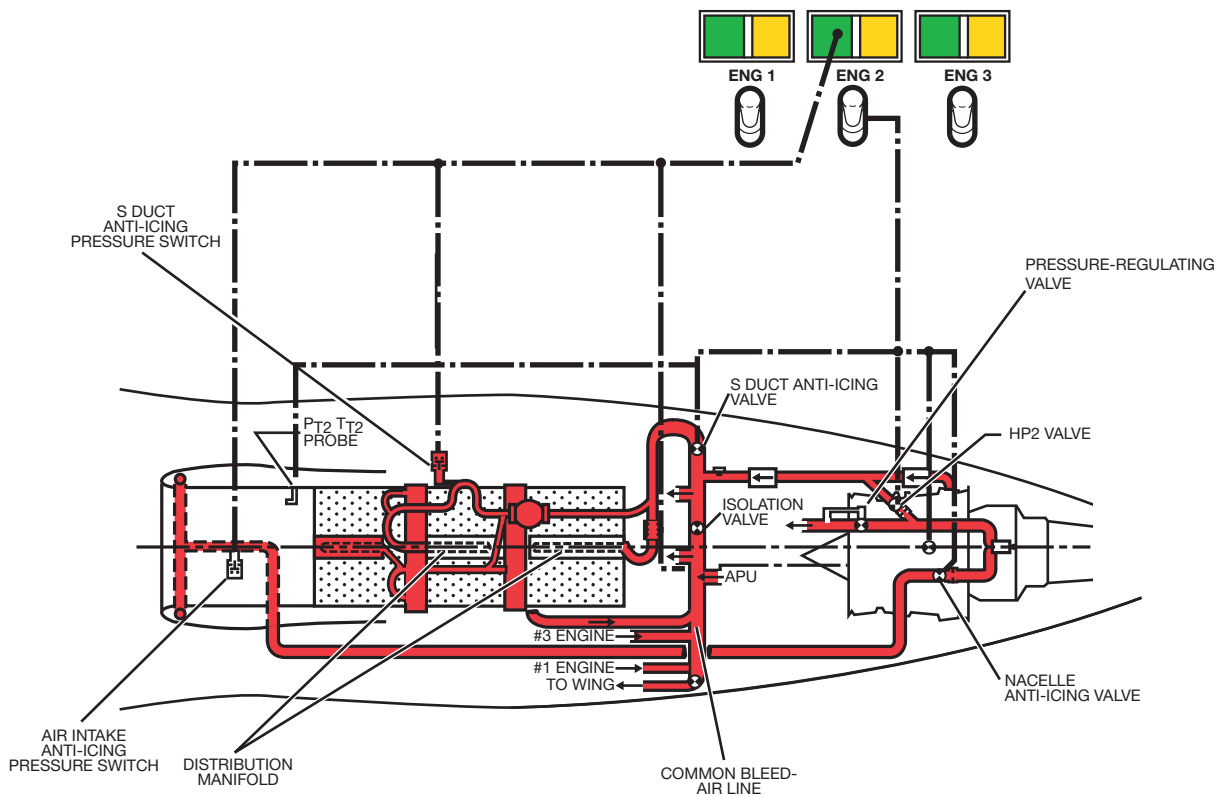 ENG 1
ENG 2
ENG 3
S DUCT
ANTI-ICING
PRESSURE SWITCH
PRESSURE-REGULATING
VALVE
S DUCT ANTI-ICING
VALVE
PT2 TT2
PROBE
HP2 VALVE
ISOLATION
VALVE
APU
#3 ENGINE
#1 ENGINE
TO WING
NACELLE
ANTI-ICING VALVE
AIR INTAKE
ANTI-ICING
PRESSURE SWITCH
DISTRIBUTION
MANIFOLD
COMMON BLEED-
AIR LINE